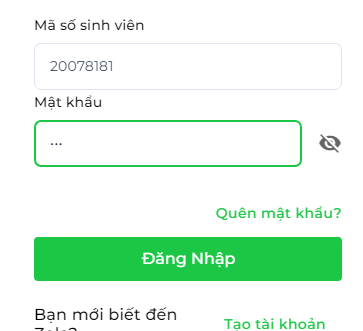 Mã số sinh viên
20078181
Mật khẩu
...
Quên mật khẩu?
Đăng Nhập
Bạn mới biết đến
Tạo tài khoản